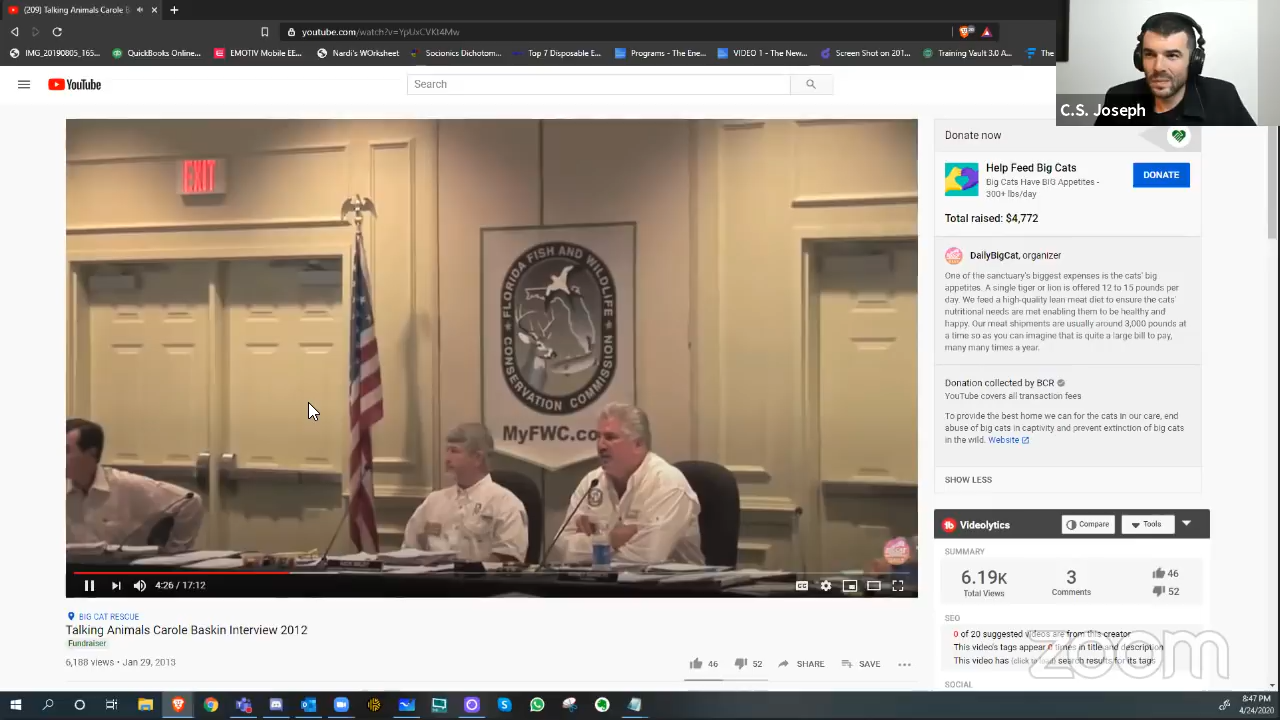 (209) Talking Animals Carole B
youtube.com/watch?v=YpUxCVKt4Mw
IMG_20190805_165...
QuickBooks Online...
EMOTIV Mobile EE...
Nardi's WOrksheet
Socionics Dichotom...
Top 7 Disposable E...
Programs - The Ene...
VIDEO 1 - The New...
Screen Shot on 201...
Training Vault 3.0 A...
The
C.S. Joseph
YouTube
Search
EXIT
FLORIDA FISH AND WILDLIFE
CONSERVATION COMMISSION
MyFWC.co
4:26 / 17:12
CC
BIG CAT RESCUE
Talking Animals Carole Baskin Interview 2012
Fundraiser
6,188 views • Jan 29, 2013
46
52
SHARE
SAVE
Donate now
Help Feed Big Cats
Big Cats Have BIG Appetites -
300+ lbs/day
DONATE
Total raised: $4,772
DailyBigCat, organizer
One of the sanctuary's biggest expenses is the cats' big
appetites. A single tiger or lion is offered 12 to 15 pounds per
day. We feed a high-quality lean meat diet to ensure the cats'
nutritional needs are met enabling them to be healthy and
happy. Our meat shipments are usually around 3,000 pounds at
a time so as you can imagine that is quite a large bill to pay,
many many times a year.
Donation collected by BCR
YouTube covers all transaction fees
To provide the best home we can for the cats in our care, end
abuse of big cats in captivity and prevent extinction of big cats
in the wild. Website
SHOW LESS
Videolytics
Compare
Tools
SUMMARY
6.19K
Total Views
3
Comments
46
52
SEO
0 of 20 suggested videos are from this creator
This video's tags appear 0 times in title and description
This video has (click to load) search results for its tags
SOCIAL
zoom
8:47 PM
4/24/2020